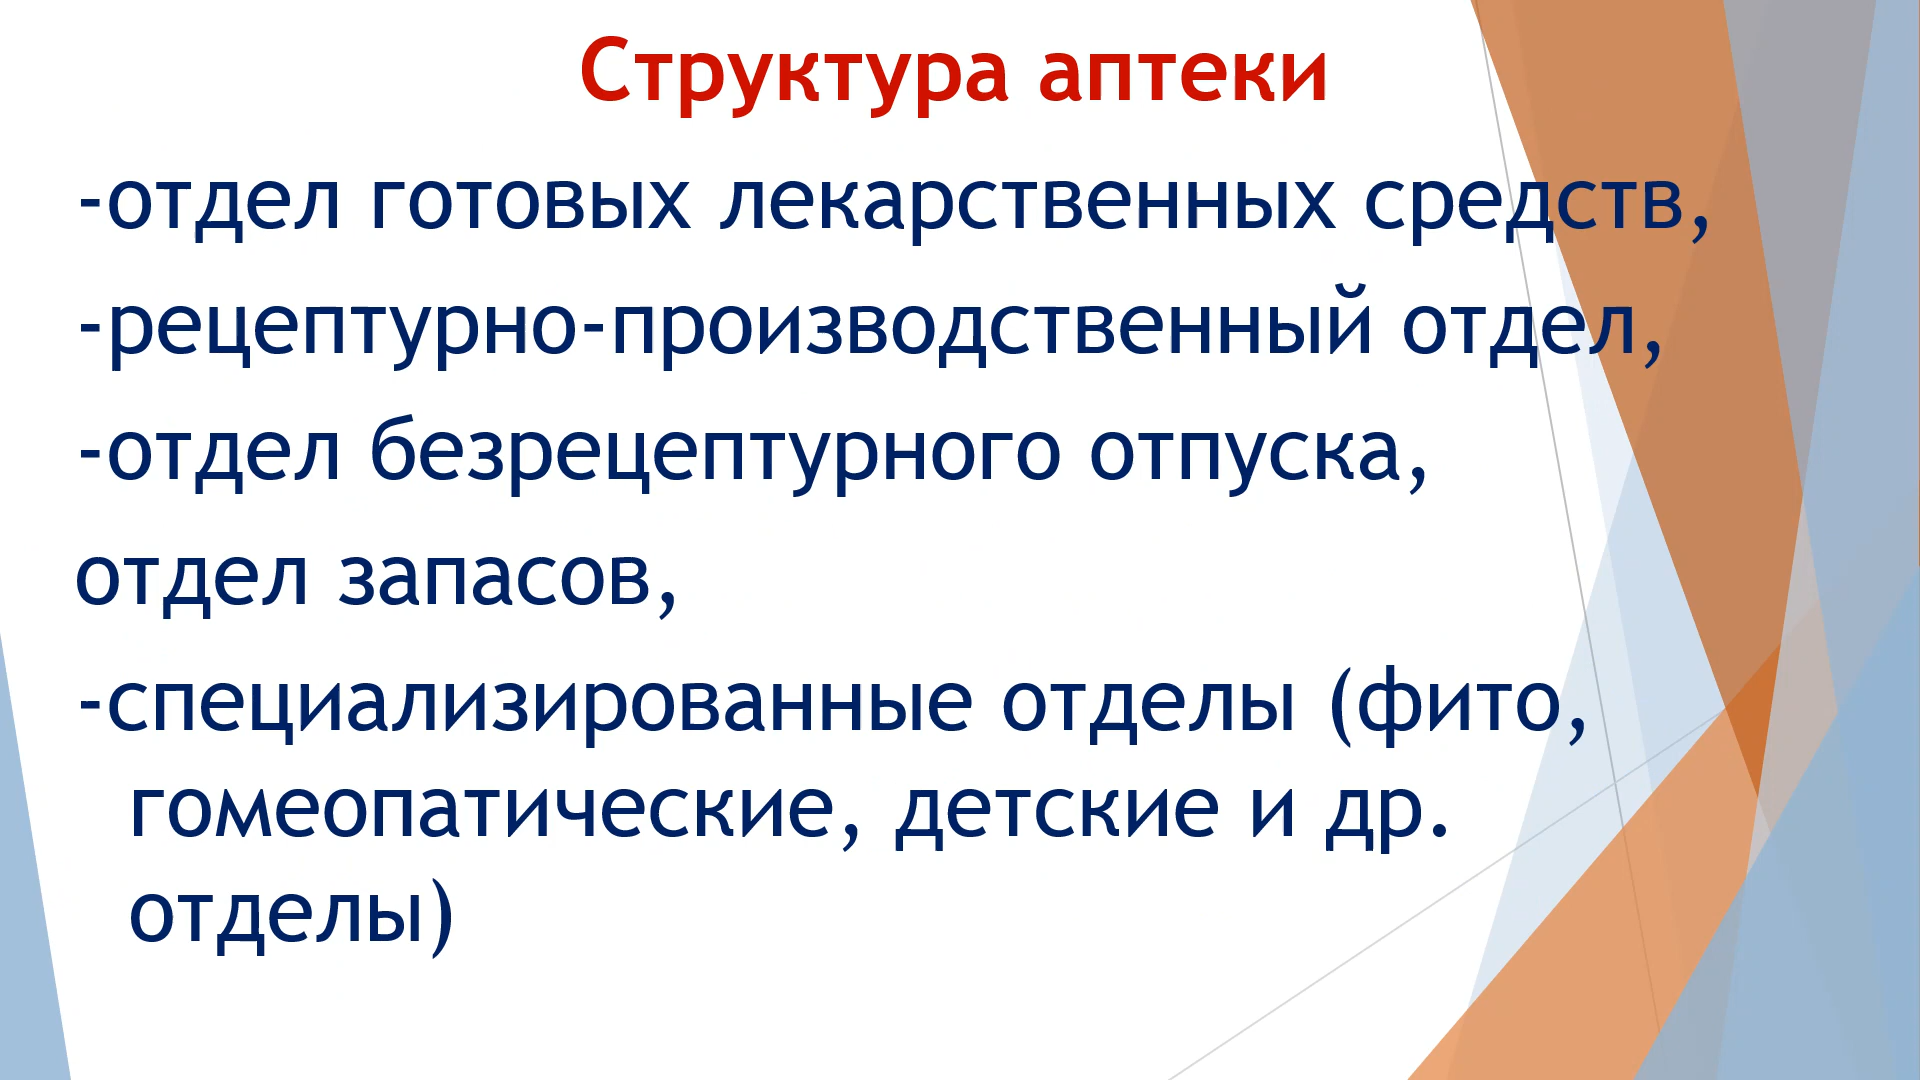 Структура аптеки
-отдел готовых лекарственных средств,
-рецептурно-производственный отдел,
-отдел безрецептурного отпуска,
отдел запасов,
-специализированные отделы (фито,
гомеопатические, детские и др.
отделы)